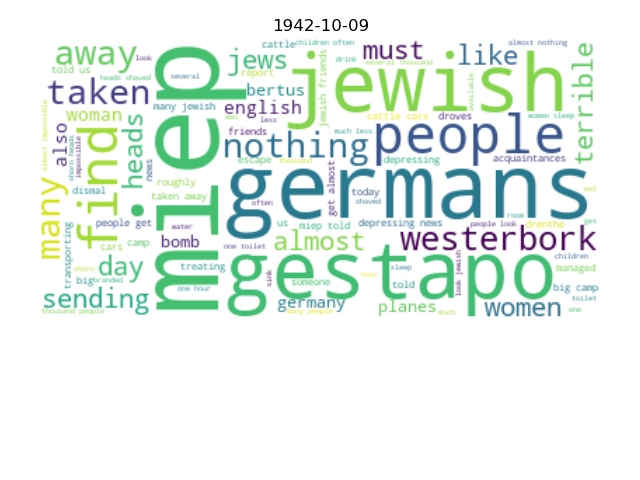 1942-10-09
away
look
cattle
children often
must
like
almost nothing
told us
heads shaved
several
jews
report
drink
several thousand
taken
many jewish
bertus
english
jewish friends
jewish
available
terrible
woman
men
less
cattle cars
droves
women sleep
also
almost impossible
many
find
shorn heads
impossible
heads
news
miep
friends
nothing
much less
people
acquaintances
escape
thousand
depressing
dismal
roughly
taken away
shaved
get almost
today
germans
eat
often
room
people get
water
us
miep told
depressing news
people look
drenthe
get
transporting
cars
camp
bomb
one toilet
almost
westerbork
children
day
treating
sink
someone
sleep
told
hour
look jewish
managed
shorn
big
branded
one hour
gestapo
big camp
toilet
sending
germany
planes
women
thousand people
many people
much
one